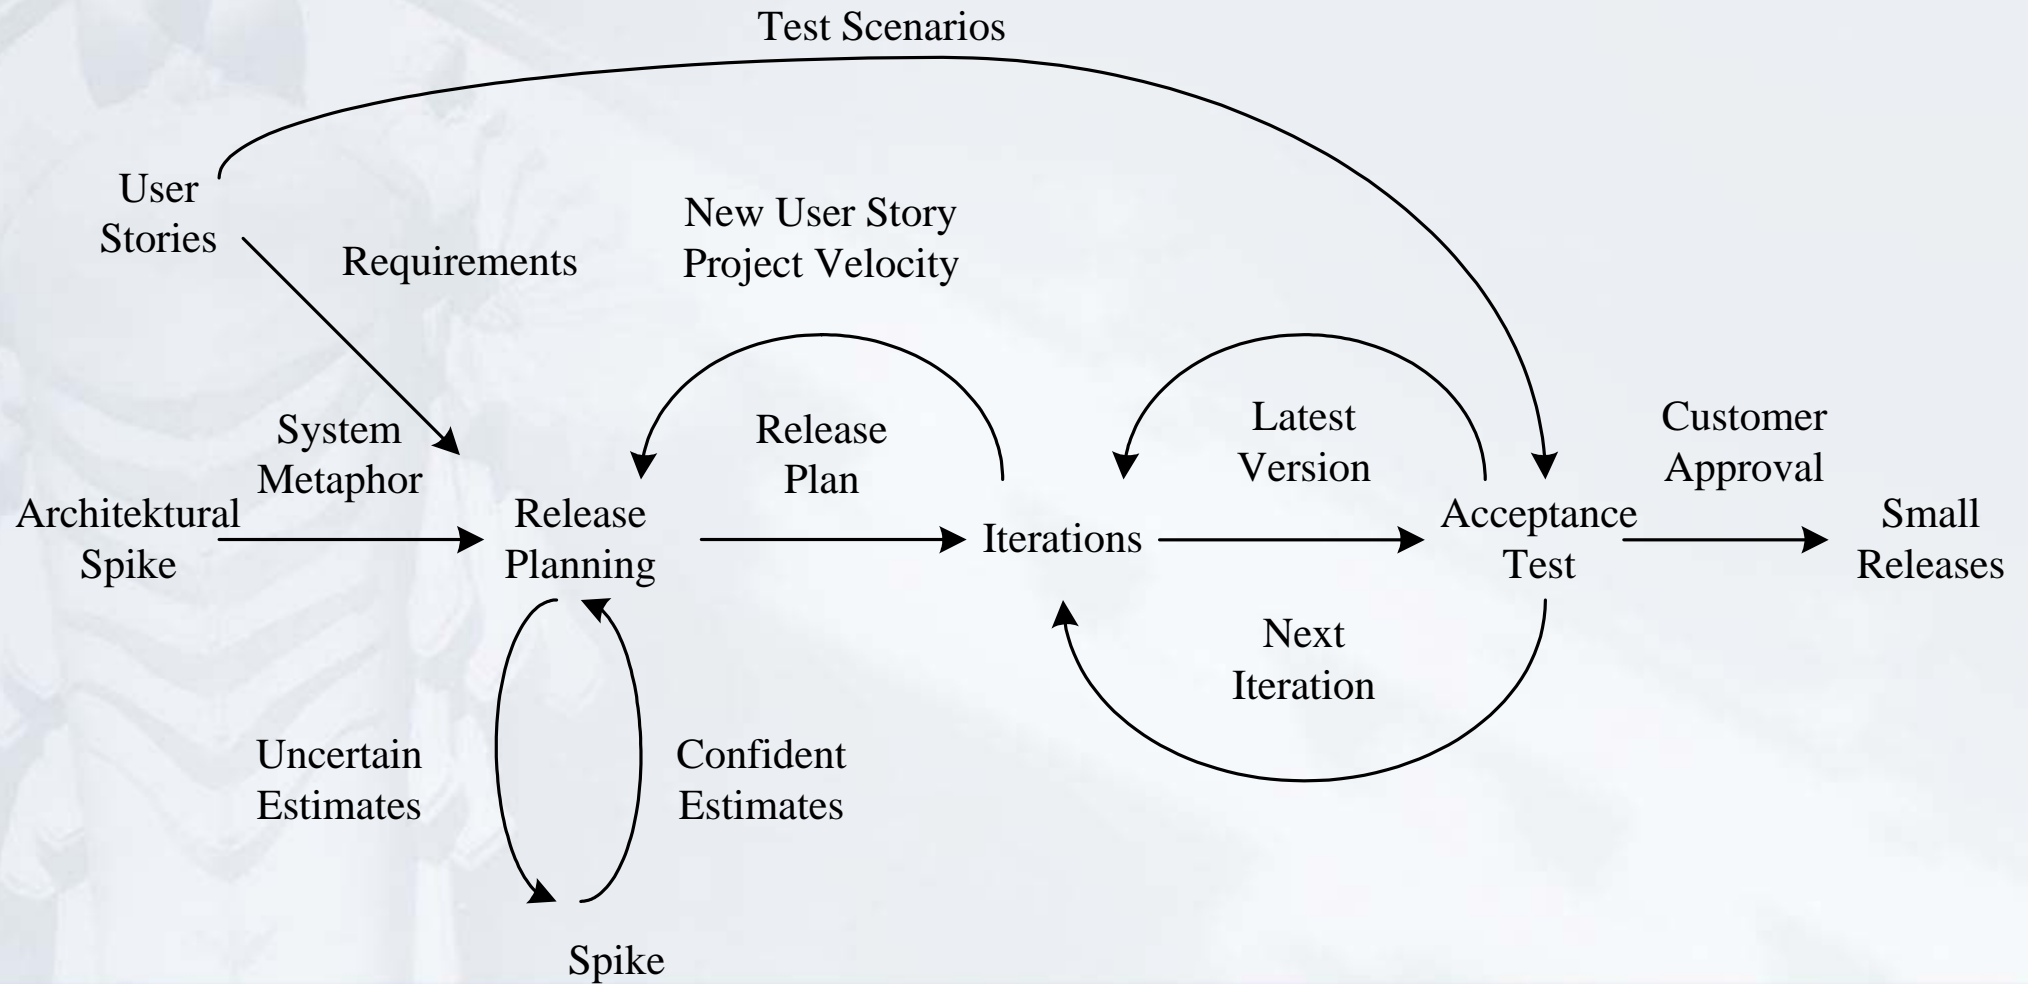 Test Scenarios
User
Stories
Requirements
New User Story
Project Velocity
System
Metaphor
Release
Plan
Latest
Version
Customer
Approval
Architektural
Spike
Release
Planning
Iterations
Acceptance
Test
Small
Releases
Next
Iteration
Uncertain
Estimates
Confident
Estimates
Spike